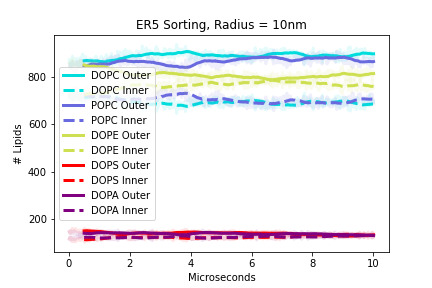 ER5 Sorting, Radius = 10nm
# Lipids
800
600
400
200
DOPC Outer
DOPC Inner
POPC Outer
POPC Inner
DOPE Outer
DOPE Inner
DOPS Outer
DOPS Inner
DOPA Outer
DOPA Inner
0
2
4
6
8
10
Microseconds